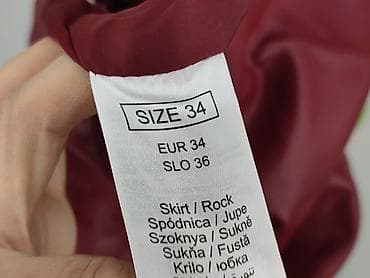 SIZE 34
EUR 34
SLO 36
Skirt / Rock
Spódnica / Jupe
Szoknya / Sukně
Sukňa / Fustă
Krilo / юбка